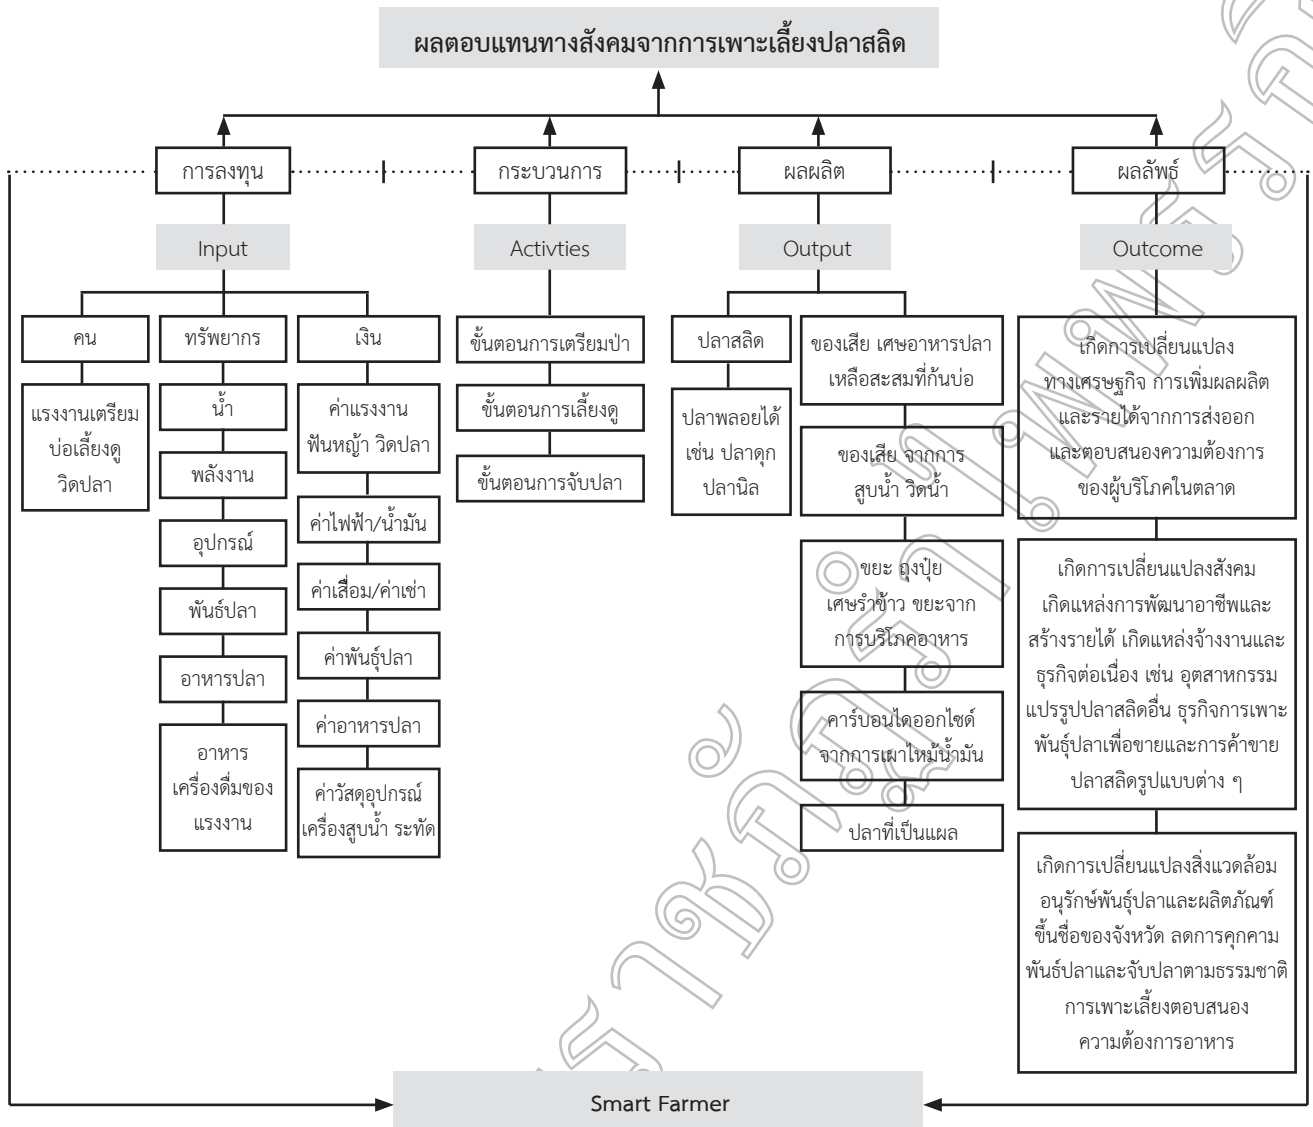 ผลตอบแทนทางสังคมจากการเพาะเลี้ยงปลาสลิด
การลงทุน
กระบวนการ
ผลผลิต
ผลลัพธ์
Input
Activties
Output
Outcome
คน
แรงงานเตรียม
บ่อเลี้ยงดู
วิดปลา
ทรัพยากร
น้ำ
พลังงาน
อุปกรณ์
พันธ์ปลา
อาหารปลา
อาหาร
เครื่องดื่มของ
แรงงาน
เงิน
ค่าแรงงาน
ฟันหญ้า วิดปลา
ค่าไฟฟ้า/น้ำมัน
ค่าเสื่อม/ค่าเช่า
ค่าพันธุ์ปลา
ค่าอาหารปลา
ค่าวัสดุอุปกรณ์
เครื่องสูบน้ำ ระทัด
ขั้นตอนการเตรียมป่า
ขั้นตอนการเลี้ยงดู
ขั้นตอนการจับปลา
ปลาสลิด
ปลาพลอยได้
เช่น ปลาดุก
ปลานิล
ของเสีย เศษอาหารปลา
เหลือสะสมที่ก้นบ่อ
ของเสีย จากการ
สูบน้ำ วิดน้ำ
ขยะ ถุงปุ๋ย
เศษรำข้าว ขยะจาก
การบริโภคอาหาร
คาร์บอนไดออกไซด์
จากการเผาไหม้น้ำมัน
ปลาที่เป็นแผล
เกิดการเปลี่ยนแปลง
ทางเศรษฐกิจ การเพิ่มผลผลิต
และรายได้จากการส่งออก
และตอบสนองความต้องการ
ของผู้บริโภคในตลาด
เกิดการเปลี่ยนแปลงสังคม
เกิดแหล่งการพัฒนาอาชีพและ
สร้างรายได้ เกิดแหล่งจ้างงานและ
ธุรกิจต่อเนื่อง เช่น อุตสาหกรรม
แปรรูปปลาสลิดอื่น ธุรกิจการเพาะ
พันธุ์ปลาเพื่อขายและการค้าขาย
ปลาสลิดรูปแบบต่าง ๆ
เกิดการเปลี่ยนแปลงสิ่งแวดล้อม
อนุรักษ์พันธุ์ปลาและผลิตภัณฑ์
ขึ้นชื่อของจังหวัด ลดการคุกคาม
พันธ์ปลาและจับปลาตามธรรมชาติ
การเพาะเลี้ยงตอบสนอง
ความต้องการอาหาร
Smart Farmer